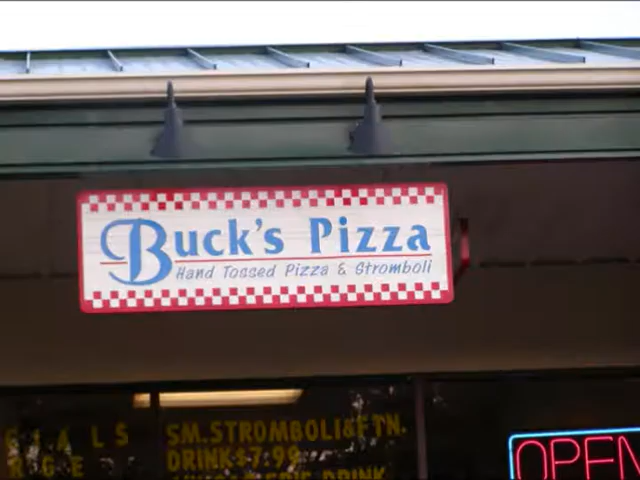 Buck's Pizza
Hand Tossed Pizza & Stromboli
SM. STROMBOLI & FTN.
DRINK $7.99
OPEN